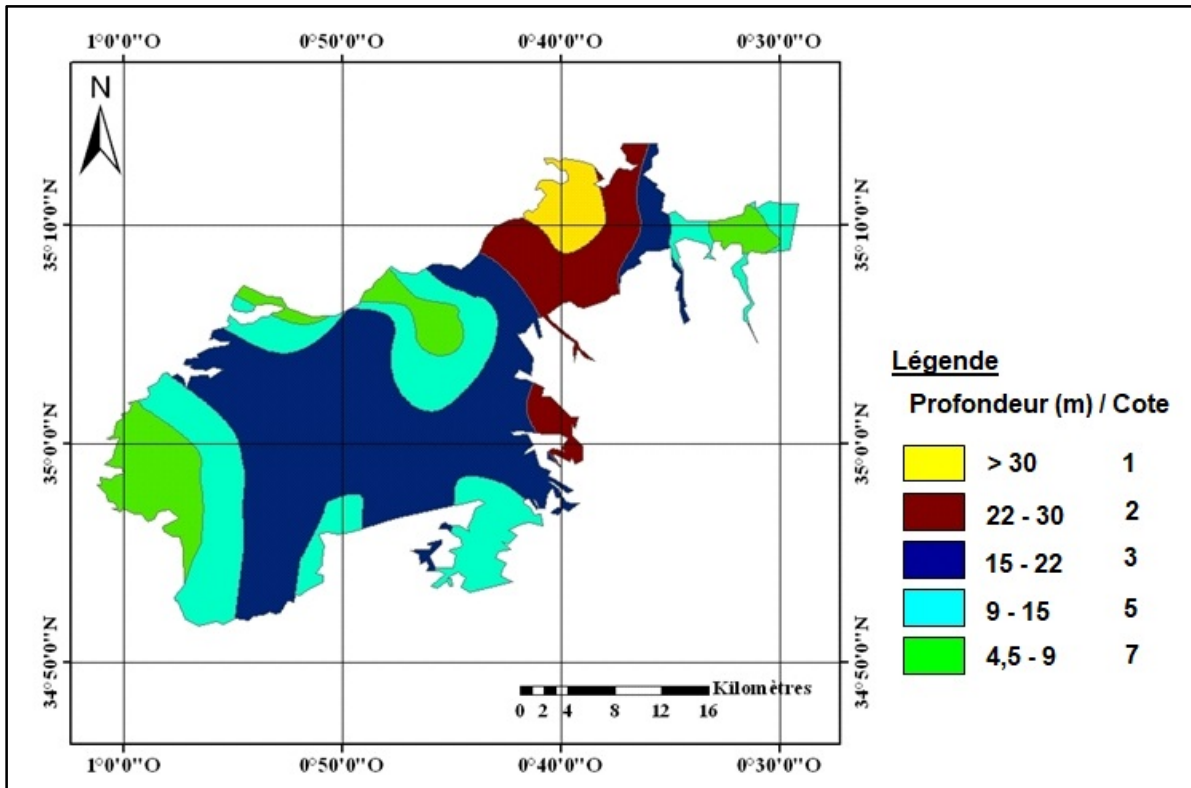 1°0'0"O 0°50'0"O 0°40'0"O 0°30'0"O
N
35°10'0"N 35°10'0"N
35°0'0"N 35°0'0"N
34°50'0"N 34°50'0"N
Légende
Profondeur (m) / Cote
> 30 1
22 - 30 2
15 - 22 3
9 - 15 5
4,5 - 9 7
Kilomètres
0 2 4 8 12 16
1°0'0"O 0°50'0"O 0°40'0"O 0°30'0"O